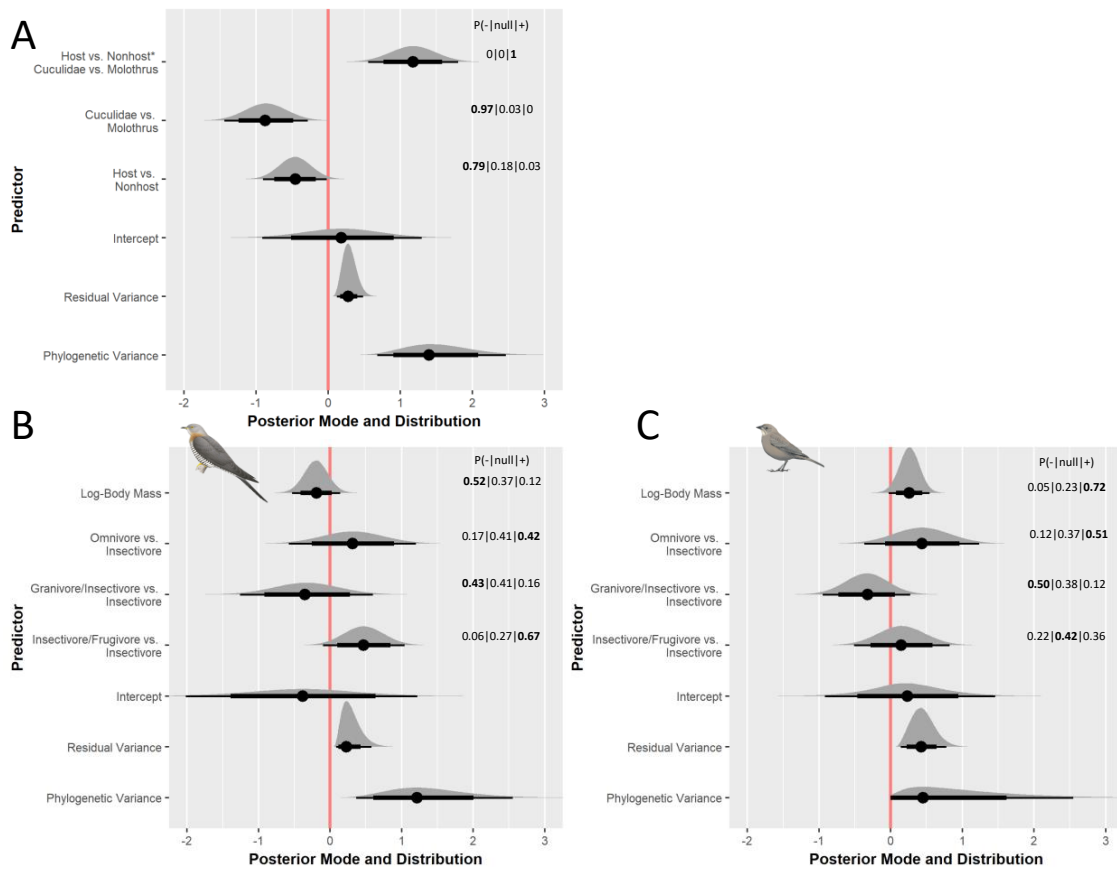 A
P(-|null|+)
Host vs. Nonhost*
Cuculidae vs. Molothrus
0|0|1
Cuculidae vs.
Molothrus
0.97|0.03|0
Host vs.
Nonhost
0.79|0.18|0.03
Intercept
Residual Variance
Phylogenetic Variance
Predictor
-2 -1 0 1 2 3
Posterior Mode and Distribution
B
P(-|null|+)
Log-Body Mass
0.52|0.37|0.12
Omnivore vs.
Insectivore
0.17|0.41|0.42
Granivore/Insectivore vs.
Insectivore
0.43|0.41|0.16
Insectivore/Frugivore vs.
Insectivore
0.06|0.27|0.67
Intercept
Residual Variance
Phylogenetic Variance
Predictor
-2 -1 0 1 2 3
Posterior Mode and Distribution
C
P(-|null|+)
Log-Body Mass
0.05|0.23|0.72
Omnivore vs.
Insectivore
0.12|0.37|0.51
Granivore/Insectivore vs.
Insectivore
0.50|0.38|0.12
Insectivore/Frugivore vs.
Insectivore
0.22|0.42|0.36
Intercept
Residual Variance
Phylogenetic Variance
Predictor
-2 -1 0 1 2 3
Posterior Mode and Distribution